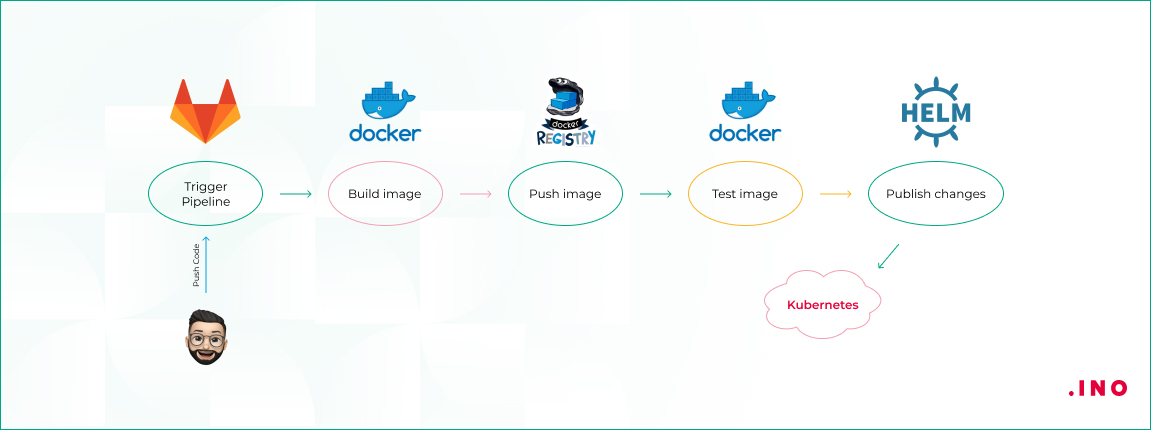 docker
docker
REGISTRY
docker
HELM
Trigger
Pipeline
Build image
Push image
Test image
Publish changes
Push Code
Kubernetes
.INO